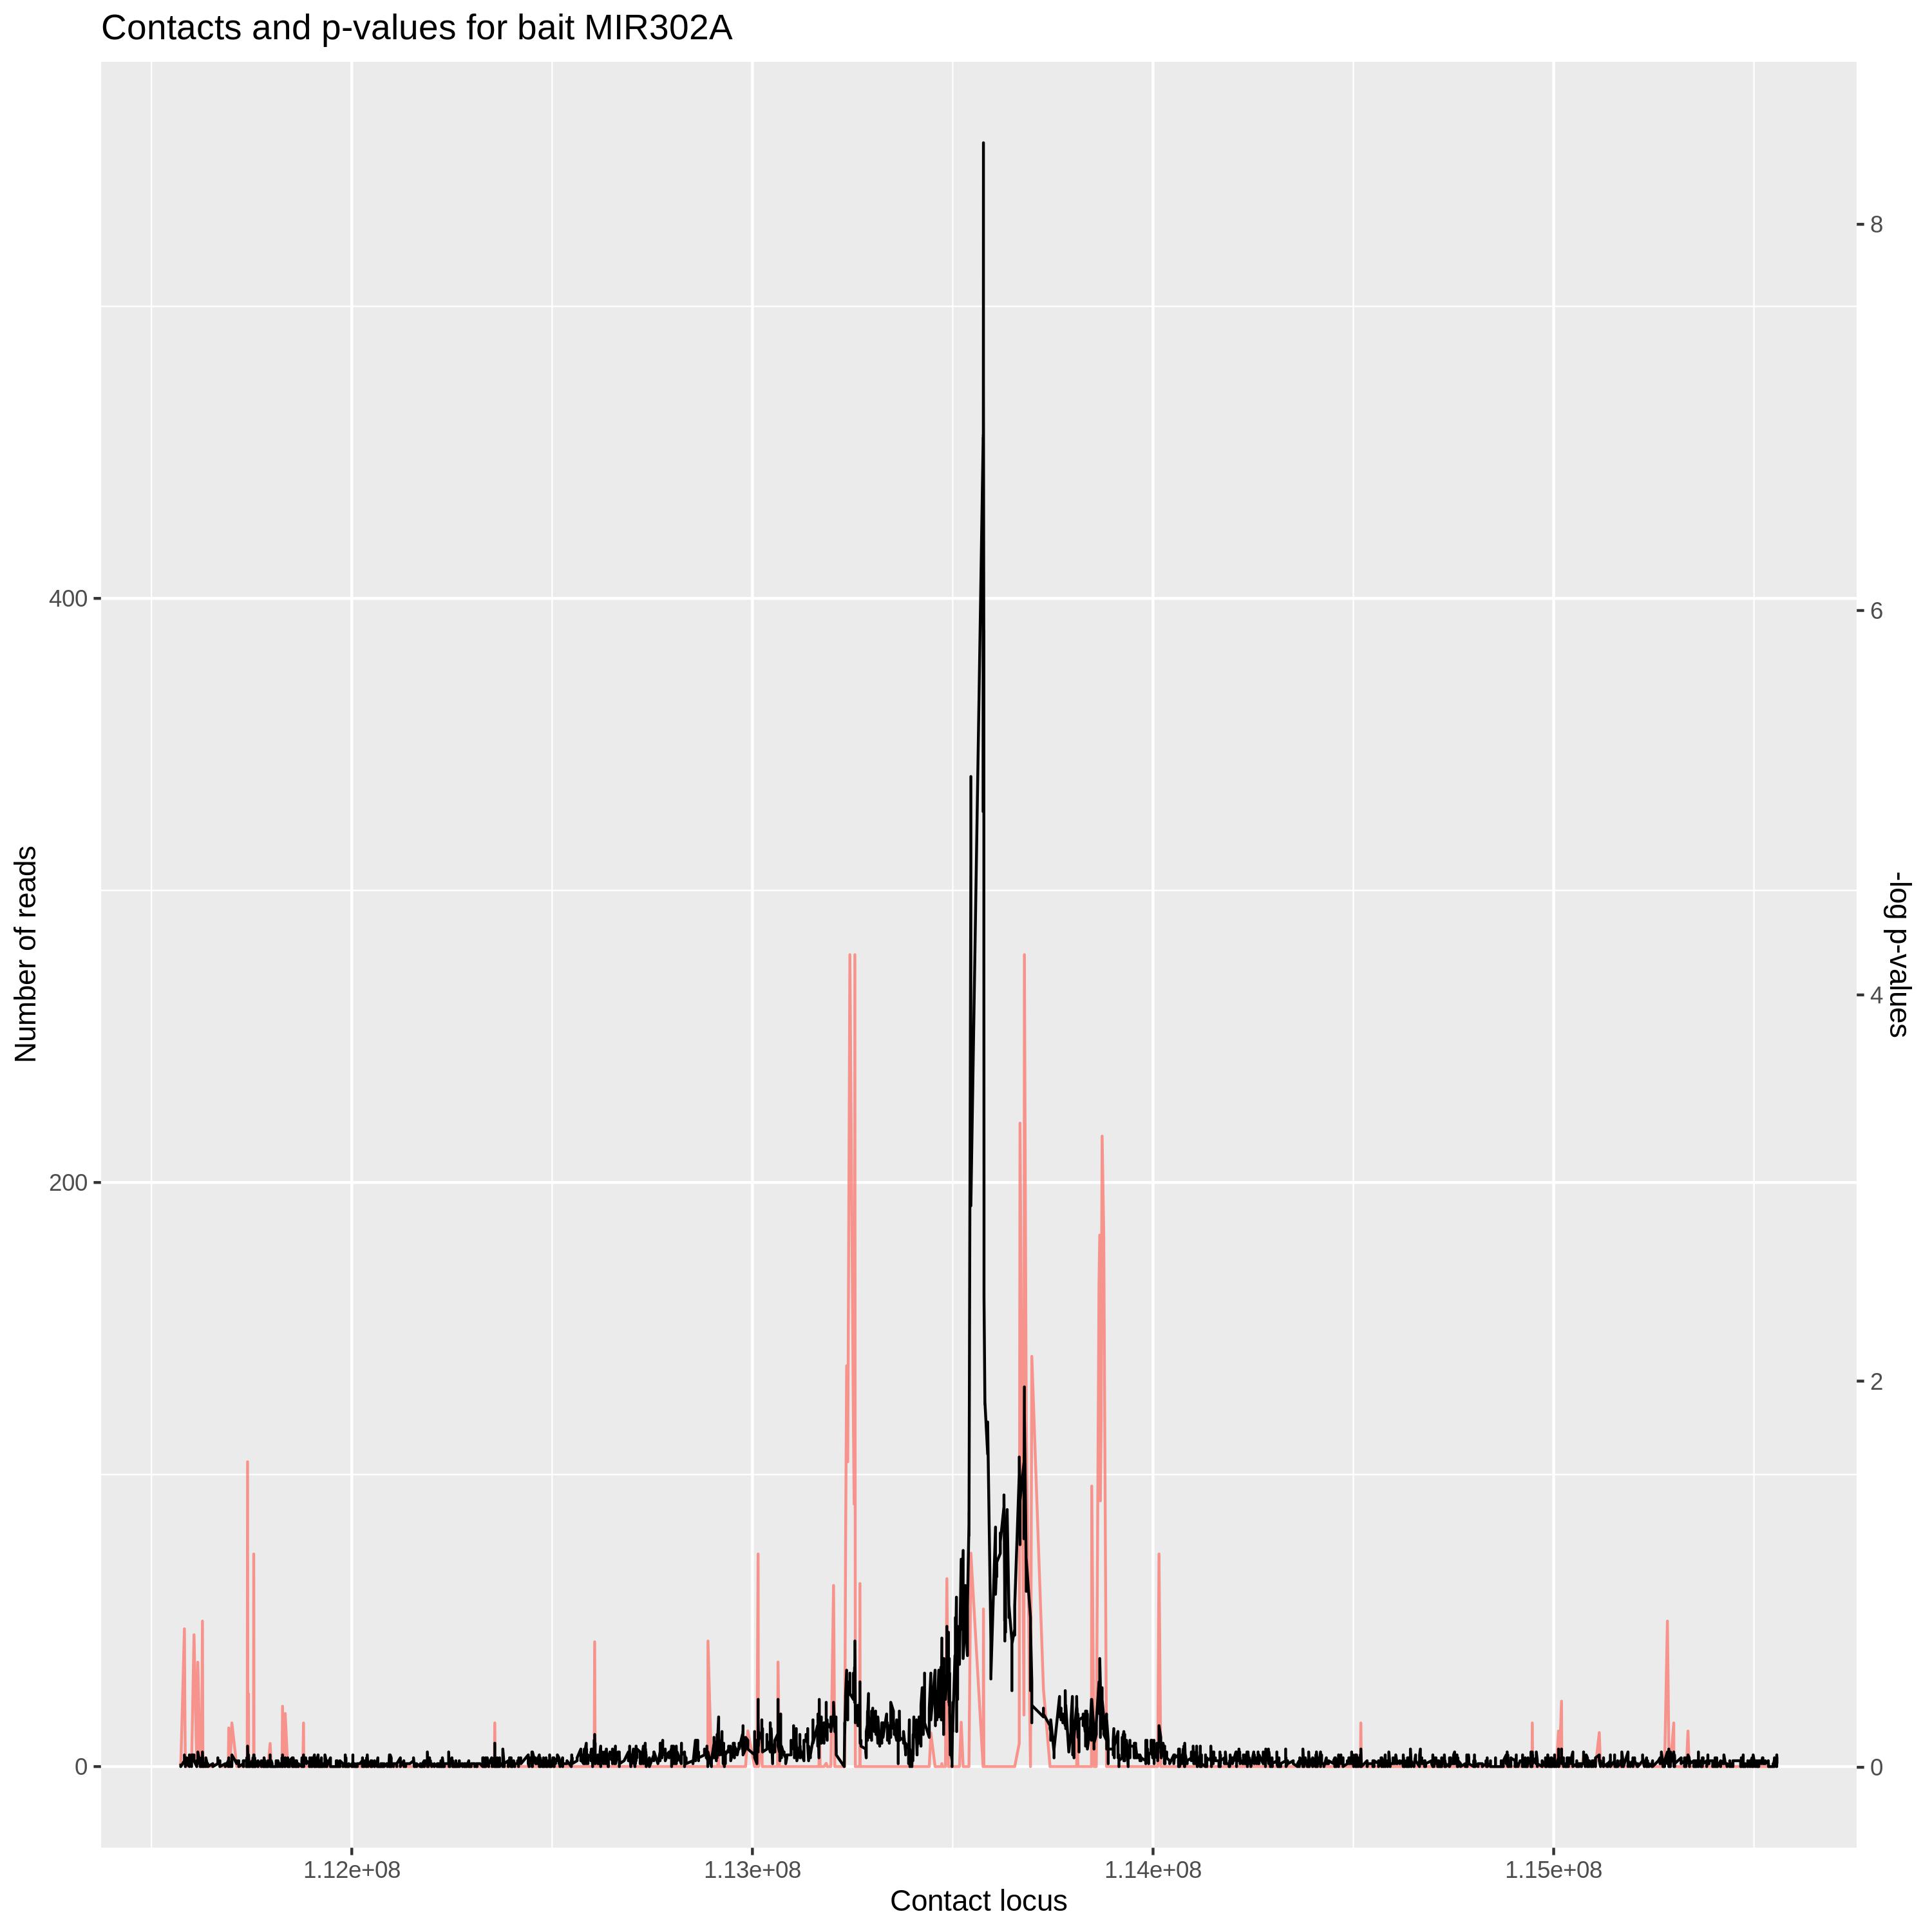 Contacts and p-values for bait MIR302A
Number of reads
400
200
0
8
6
4
2
0
-log p-values
1.12e+08
1.13e+08
1.14e+08
1.15e+08
Contact locus